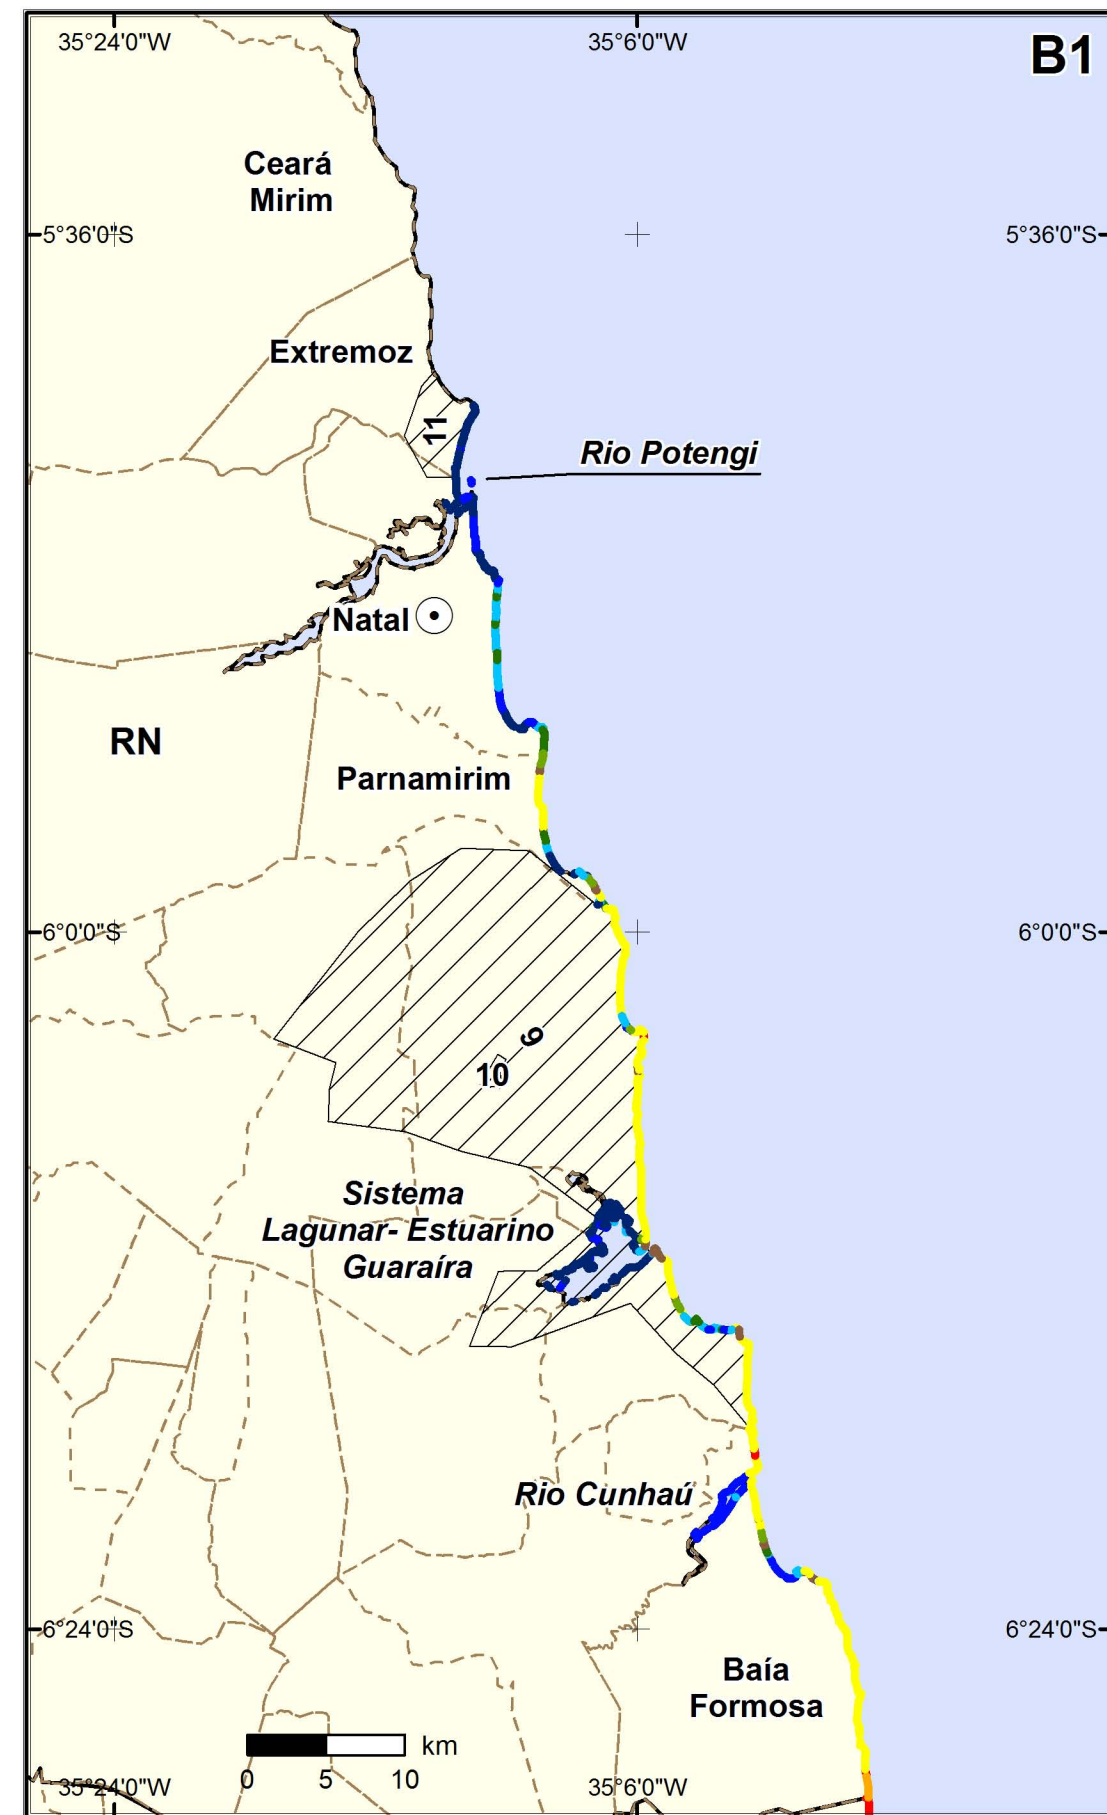 35°24'0"W
35°6'0"W
B1
Ceará
Mirim
5°36'0"S
5°36'0"S
Extremoz
11
Rio Potengi
Natal
RN
Parnamirim
6°0'0"S
6°0'0"S
9
10
Sistema
Lagunar- Estuarino
Guaraíra
Rio Cunhaú
6°24'0"S
6°24'0"S
Baía
Formosa
km
0 5 10
35°24'0"W
35°6'0"W